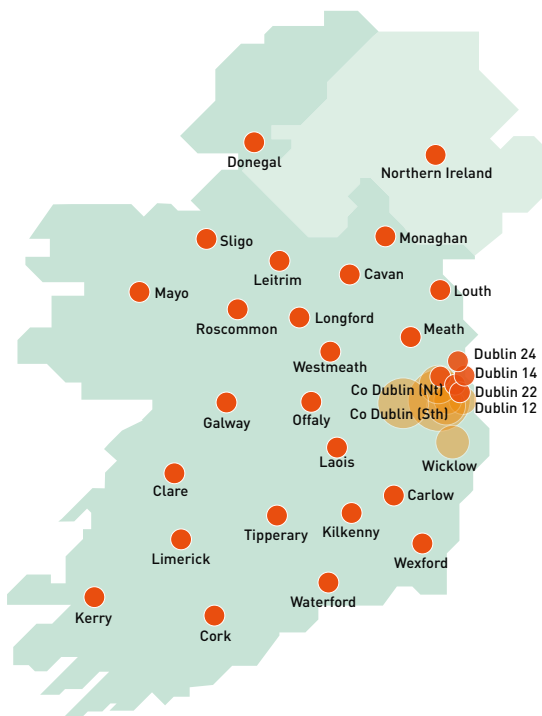 Donegal
Northern Ireland
Sligo
Monaghan
Leitrim
Cavan
Mayo
Louth
Roscommon
Longford
Meath
Westmeath
Dublin 24
Dublin 14
Co Dublin (Nt)
Dublin 22
Co Dublin (Sth)
Dublin 12
Galway
Offaly
Laois
Wicklow
Clare
Carlow
Tipperary
Kilkenny
Limerick
Wexford
Waterford
Kerry
Cork